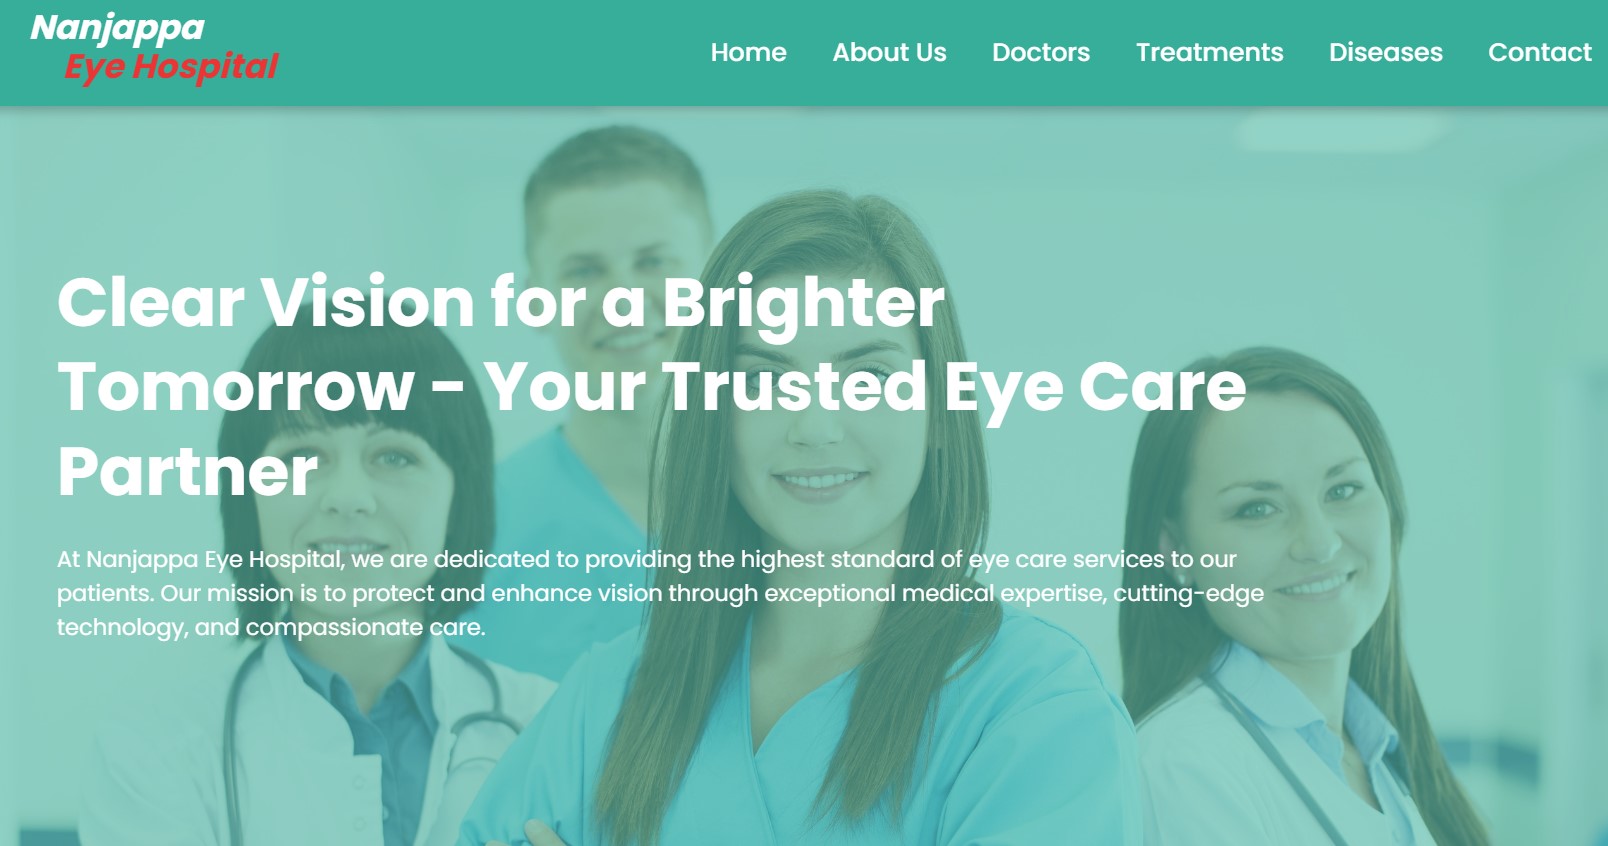 Nanjappa
Eye Hospital
Home About Us Doctors Treatments Diseases Contact
Clear Vision for a Brighter
Tomorrow - Your Trusted Eye Care
Partner
At Nanjappa Eye Hospital, we are dedicated to providing the highest standard of eye care services to our
patients. Our mission is to protect and enhance vision through exceptional medical expertise, cutting-edge
technology, and compassionate care.